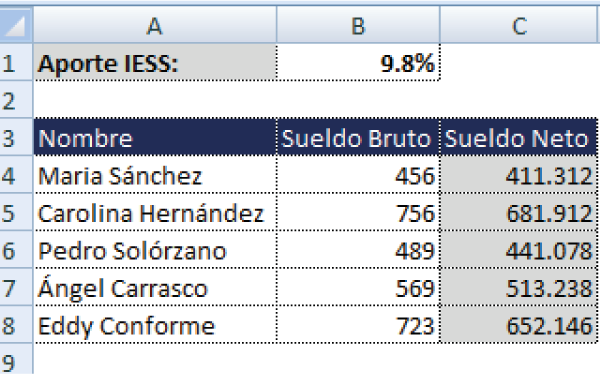 A B C
1 Aporte IESS: 9.8%
2
3 Nombre Sueldo Bruto Sueldo Neto
4 Maria Sánchez 456 411.312
5 Carolina Hernández 756 681.912
6 Pedro Solórzano 489 441.078
7 Ángel Carrasco 569 513.238
8 Eddy Conforme 723 652.146
9